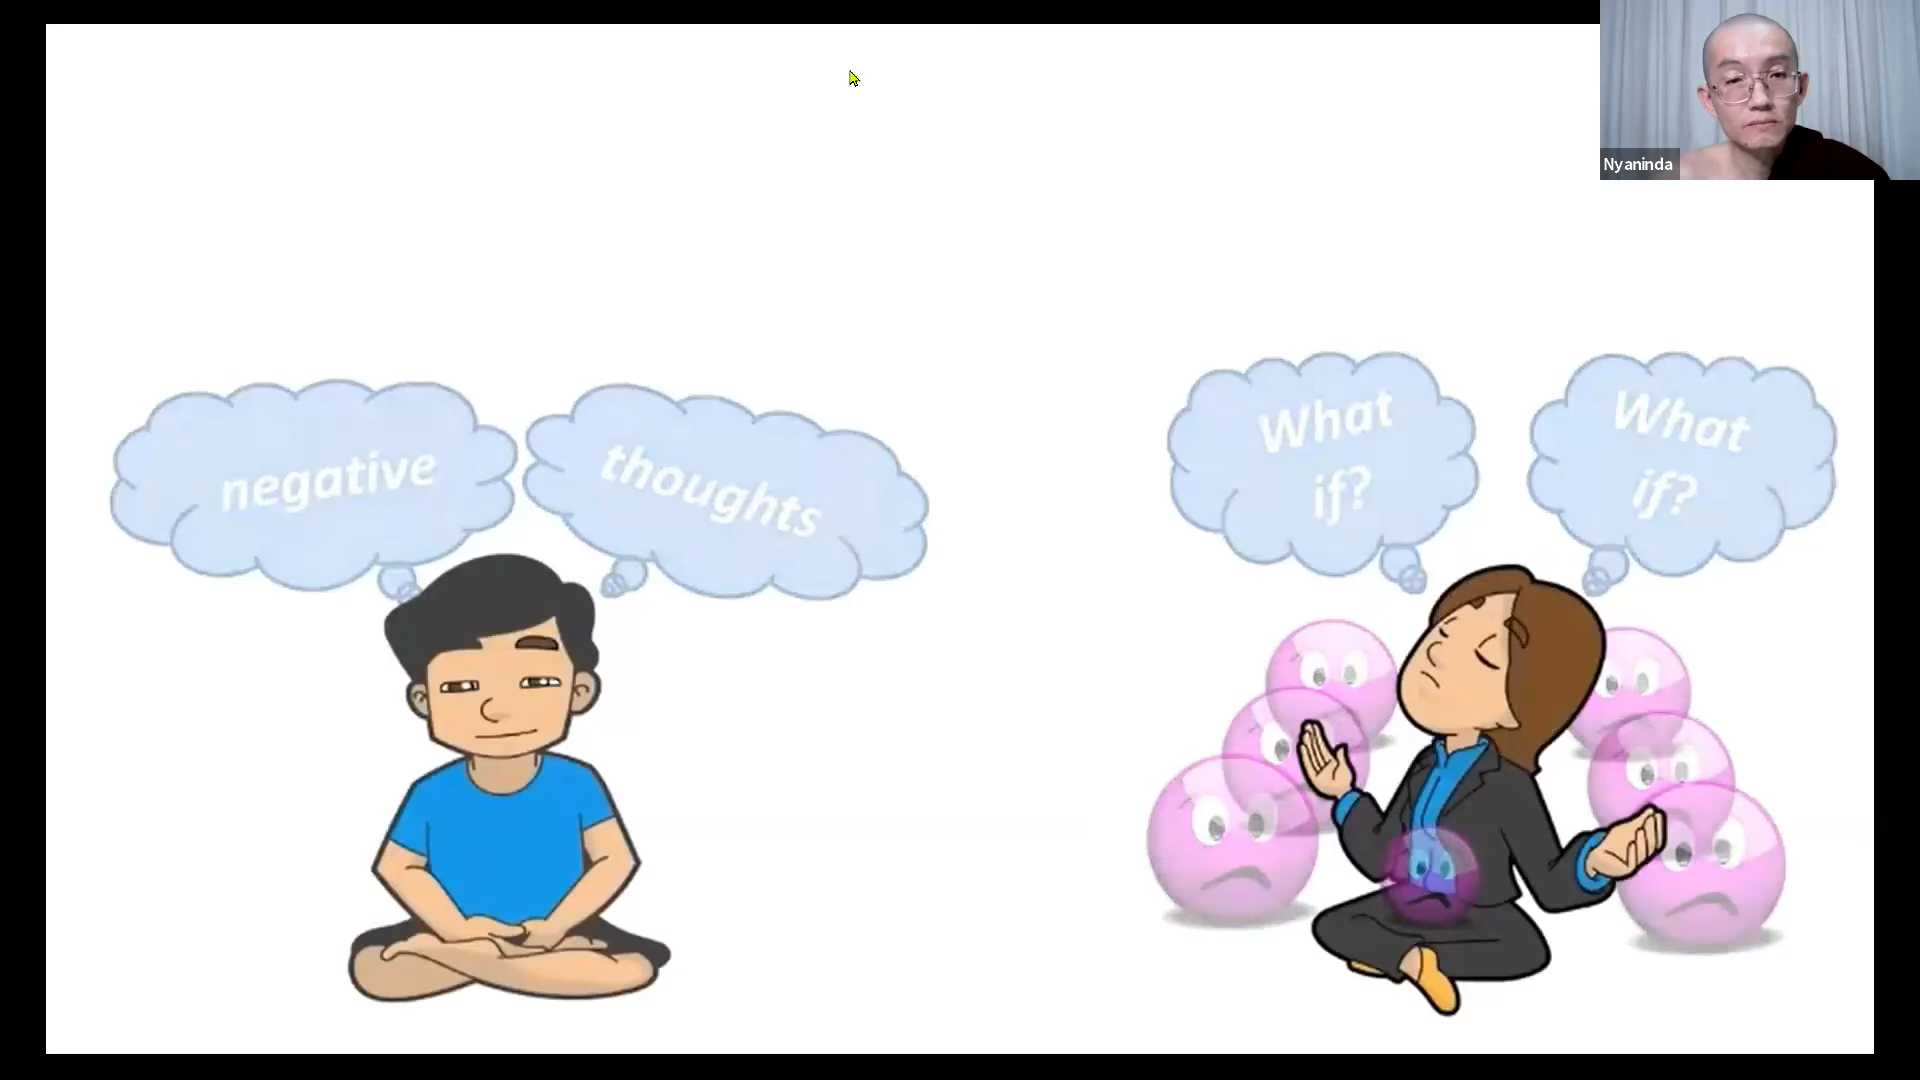 Nyaninda
negative
thoughts
What
if?
What
if?